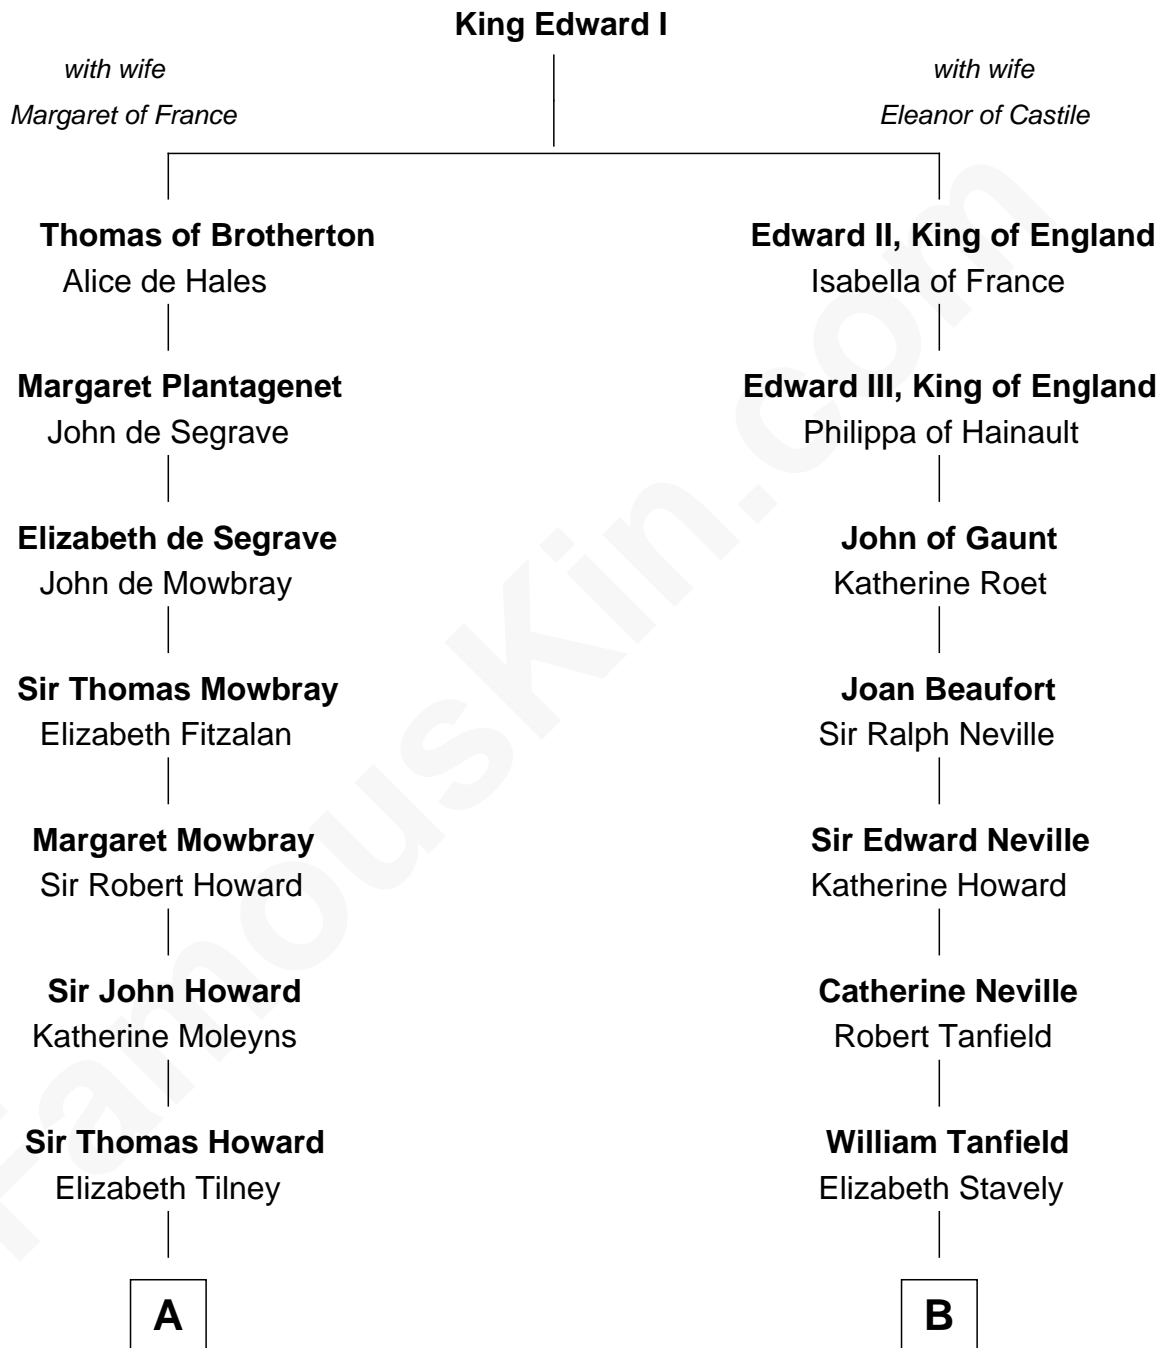 King Edward I
with wife
Margaret of France
with wife
Eleanor of Castile
Thomas of Brotherton
Alice de Hales
Edward II, King of England
Isabella of France
Margaret Plantagenet
John de Segrave
Edward III, King of England
Philippa of Hainault
Elizabeth de Segrave
John de Mowbray
John of Gaunt
Katherine Roet
Sir Thomas Mowbray
Elizabeth Fitzalan
Joan Beaufort
Sir Ralph Neville
Margaret Mowbray
Sir Robert Howard
Sir Edward Neville
Katherine Howard
Sir John Howard
Katherine Moleyns
Catherine Neville
Robert Tanfield
Sir Thomas Howard
Elizabeth Tilney
William Tanfield
Elizabeth Stavely
A
B
FamousKin.com